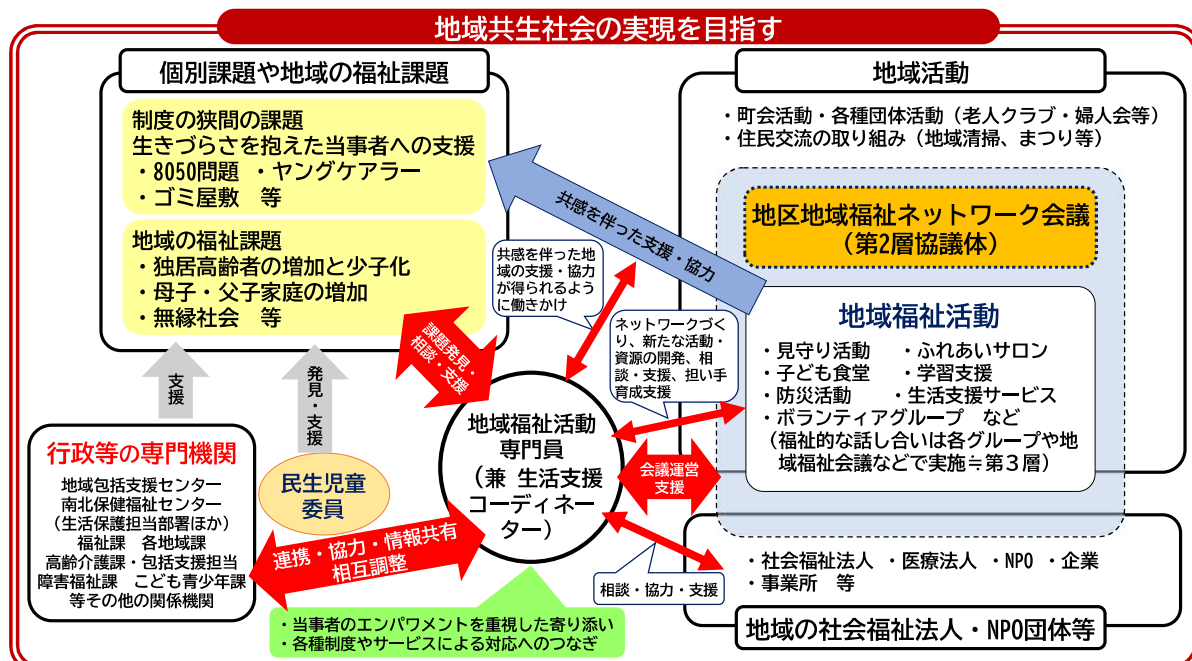 地域共生社会の実現を目指す
個別課題や地域の福祉課題
制度の狭間の課題
生きづらさを抱えた当事者への支援
・8050問題 ・ヤングケアラー
・ゴミ屋敷 等
地域の福祉課題
・独居高齢者の増加と少子化
・母子・父子家庭の増加
・無縁社会 等
地域活動
・町会活動・各種団体活動(老人クラブ・婦人会等)
・住民交流の取り組み(地域清掃、まつり等)
地区地域福祉ネットワーク会議
(第2層協議体)
地域福祉活動
・見守り活動 ・ふれあいサロン
・子ども食堂 ・学習支援
・防災活動 ・生活支援サービス
・ボランティアグループ など
(福祉的な話し合いは各グループや地
域福祉会議などで実施≒第3層)
共感を伴った支援・協力
共感を伴った地
域の支援・協力
が得られるよう
に働きかけ
ネットワークづく
り、新たな活動・
資源の開発、相
談・支援、担い手
育成支援
課題発見・
相談・支援
支援
発見・支援
行政等の専門機関
地域包括支援センター
南北保健福祉センター
(生活保護担当部署ほか)
福祉課 各地域課
高齢介護課・包括支援担当
障害福祉課 こども青少年課
等その他の関係機関
民生児童
委員
地域福祉活動
専門員
(兼 生活支援
コーディネー
ター)
会議運営
支援
連携・協力・情報共有
相互調整
相談・協力・支援
・当事者のエンパワメントを重視した寄り添い
・各種制度やサービスによる対応へのつなぎ
・社会福祉法人 ・医療法人 ・NPO ・企業
・事業所 等
地域の社会福祉法人・NPO団体等